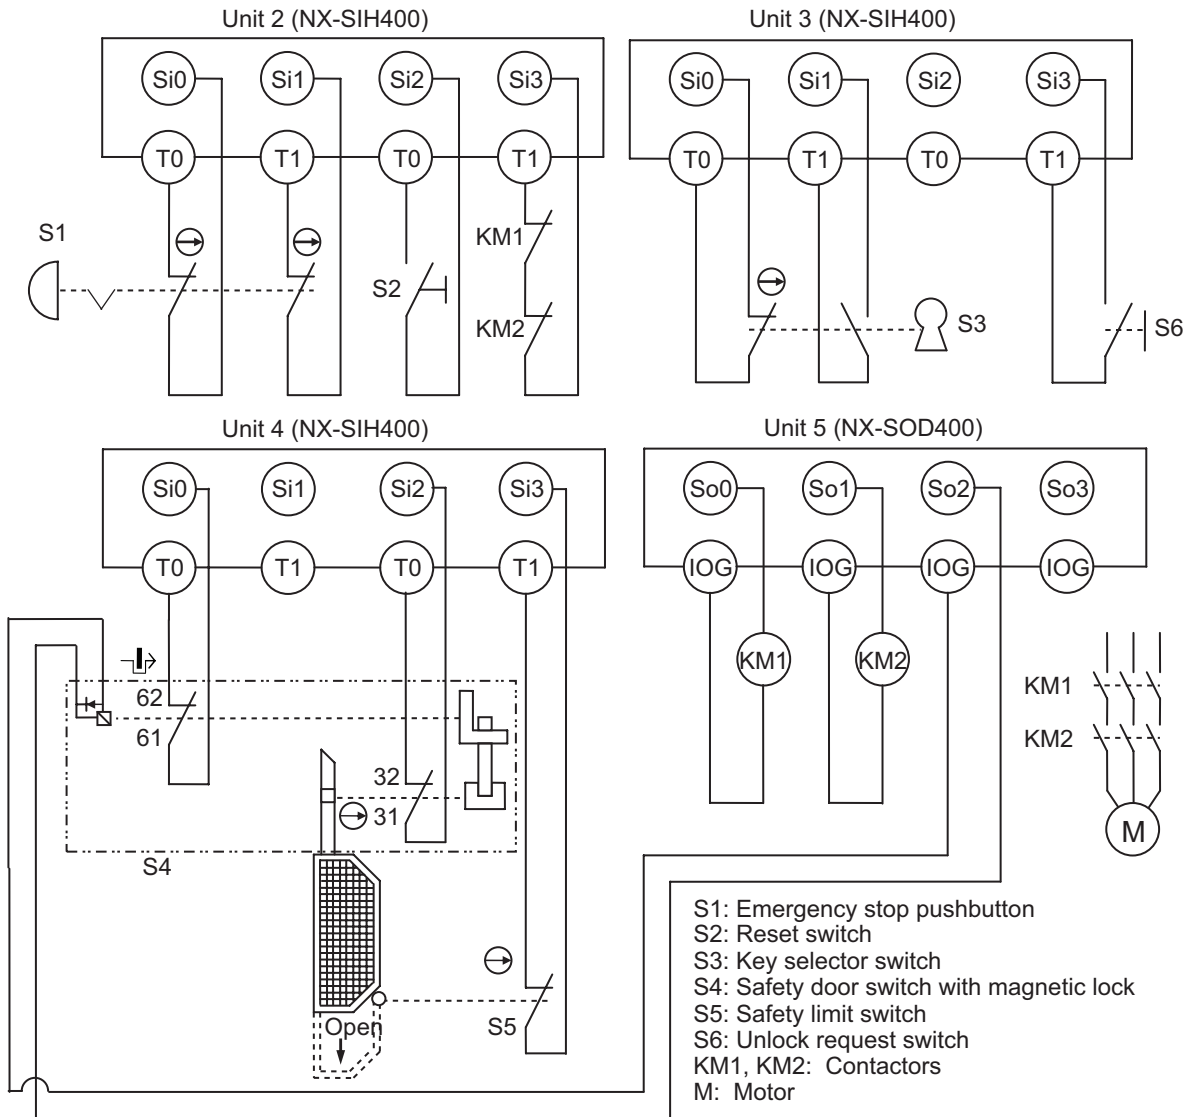 Unit 2 (NX-SIH400)
Si0 Si1 Si2 Si3
T0 T1 T0 T1
S1
S2
KM1
KM2
Unit 3 (NX-SIH400)
Si0 Si1 Si2 Si3
T0 T1 T0 T1
S3
S6
Unit 4 (NX-SIH400)
Si0 Si1 Si2 Si3
T0 T1 T0 T1
62
61
32
31
S4
Open
S5
Unit 5 (NX-SOD400)
So0 So1 So2 So3
IOG IOG IOG IOG
KM1 KM2
KM1
KM2
M
S1: Emergency stop pushbutton
S2: Reset switch
S3: Key selector switch
S4: Safety door switch with magnetic lock
S5: Safety limit switch
S6: Unlock request switch
KM1, KM2: Contactors
M: Motor